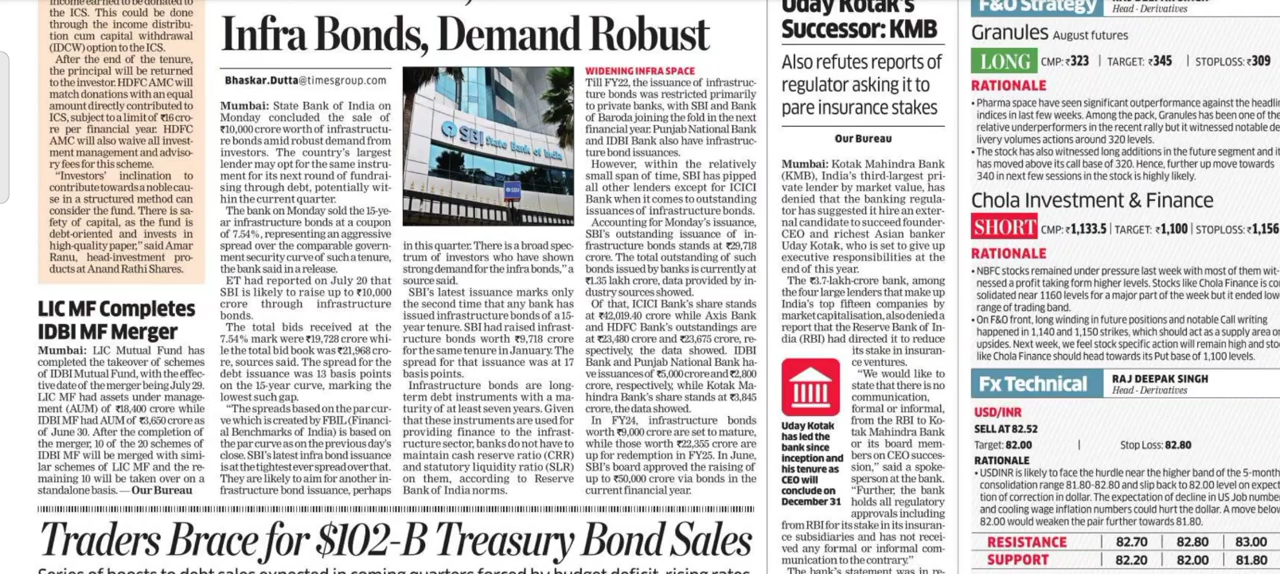 income earned to be donated to
the ICS. This could be done
through the income distribu-
tion cum capital withdrawal
(IDCW) option to the ICS.
After the end of the tenure,
the principal will be returned
to the investor. HDFC AMC will
match donations with an equal
amount directly contributed to
ICS, subject to a limit of ₹16 cro-
re per financial year. HDFC
AMC will also waive all invest-
ment management and adviso-
ry fees for this scheme.
"Investors' inclination to
contribute towards a noble cau-
se in a structured method can
consider the fund. There is sa-
fety of capital, as the fund is
debt-oriented and invests in
high-quality paper," said Amar
Ranu, head-investment pro-
ducts at Anand Rathi Shares.
LIC MF Completes
IDBI MF Merger
Mumbai: LIC Mutual Fund has
completed the takeover of schemes
of IDBI Mutual Fund, with the effec-
tive date of the merger being July 29.
LIC MF had assets under manage-
ment (AUM) of ₹18,400 crore while
IDBI MF had AUM of ₹3,650 crore as
of June 30. After the completion of
the merger, 10 of the 20 schemes of
IDBI MF will be merged with simi-
lar schemes of LIC MF and the re-
maining 10 will be taken over on a
standalone basis. — Our Bureau
Infra Bonds, Demand Robust
Bhaskar.Dutta@timesgroup.com
Mumbai: State Bank of India on
Monday concluded the sale of
₹10,000 crore worth of infrastructu-
re bonds amid robust demand from
investors. The country's largest
lender may opt for the same instru-
ment for its next round of fundrai-
sing through debt, potentially wit-
hin the current quarter.
The bank on Monday sold the 15-ye-
ar infrastructure bonds at a coupon
of 7.54%, representing an aggressive
spread over the comparable govern-
ment security curve of such a tenure,
the bank said in a release.
ET had reported on July 20 that
SBI is likely to raise up to ₹10,000
crore through infrastructure
bonds.
The total bids received at the
7.54% mark were ₹19,728 crore whi-
le the total bid book was ₹21,968 cro-
re, sources said. The spread for the
debt issuance was 13 basis points
on the 15-year curve, marking the
lowest such gap.
"The spreads based on the par cur-
ve which is created by FBIL (Financi-
al Benchmarks of India) is based on
the par curve as on the previous day's
close. SBI's latest infra bond issuance
is at the tightest ever spread over that.
They are likely to aim for another in-
frastructure bond issuance, perhaps
SBI State Bank of India
SBI
in this quarter. There is a broad spec-
trum of investors who have shown
strong demand for the infra bonds," a
source said.
SBI's latest issuance marks only
the second time that any bank has
issued infrastructure bonds of a 15-
year tenure. SBI had raised infrast-
ructure bonds worth ₹9,718 crore
for the same tenure in January. The
spread for that issuance was at 17
basis points.
Infrastructure bonds are long-
term debt instruments with a ma-
turity of at least seven years. Given
that these instruments are used for
providing finance to the infrast-
ructure sector, banks do not have to
maintain cash reserve ratio (CRR)
and statutory liquidity ratio (SLR)
on them, according to Reserve
Bank of India norms.
WIDENING INFRA SPACE
Till FY22, the issuance of infrastruc-
ture bonds was restricted primarily
to private banks, with SBI and Bank
of Baroda joining the fold in the next
financial year. Punjab National Bank
and IDBI Bank also have infrastruc-
ture bond issuances.
However, within the relatively
small span of time, SBI has pipped
all other lenders except for ICICI
Bank when it comes to outstanding
issuances of infrastructure bonds.
Accounting for Monday's issuance,
SBI's outstanding issuance of in-
frastructure bonds stands at ₹29,718
crore. The total outstanding of such
bonds issued by banks is currently at
₹1.35 lakh crore, data provided by in-
dustry sources showed.
Of that, ICICI Bank's share stands
at ₹42,019.40 crore while Axis Bank
and HDFC Bank's outstandings are
at ₹23,480 crore and ₹23,675 crore, re-
spectively, the data showed. IDBI
Bank and Punjab National Bank ha-
ve issuances of ₹5,000 crore and ₹2,800
crore, respectively, while Kotak Ma-
hindra Bank's share stands at ₹3,845
crore, the data showed.
In FY24, infrastructure bonds
worth ₹9,000 crore are set to mature,
while those worth ₹22,355 crore are
up for redemption in FY25. In June,
SBI's board approved the raising of
up to ₹50,000 crore via bonds in the
current financial year.
Traders Brace for $102-B Treasury Bond Sales
Series of boosts to debt sales expected in coming quarters forced by budget deficit, rising rates
Uday Kotak's
Successor: KMB
Also refutes reports of
regulator asking it to
pare insurance stakes
Our Bureau
Mumbai: Kotak Mahindra Bank
(KMB), India's third-largest pri-
vate lender by market value, has
denied that the banking regula-
tor has suggested it hire an exter-
nal candidate to succeed founder-
CEO and richest Asian banker
Uday Kotak, who is set to give up
executive responsibilities at the
end of this year.
The ₹3.7-lakh-crore bank, among
the four large lenders that make up
India's top fifteen companies by
market capitalisation, also denied a
report that the Reserve Bank of In-
dia (RBI) had directed it to reduce
its stake in insuran-
ce ventures.
"We would like to
state that there is no
communication,
formal or informal,
from the RBI to Ko-
tak Mahindra Bank
or its board mem-
bers on CEO succes-
sion," said a spoke-
sperson at the bank.
"Further, the bank
holds all regulatory
approvals including
from RBI for its stake in its insuran-
ce subsidiaries and has not recei-
ved any formal or informal com-
munication to the contrary."
The bank's statement was in re-
Uday Kotak
has led the
bank since
inception and
his tenure as
CEO will
conclude on
December 31
F&O Strategy
Head - Derivatives
Granules August futures
LONG CMP: ₹323 | TARGET: ₹345 | STOPLOSS: ₹309
RATIONALE
• Pharma space have seen significant outperformance against the headli
indices in last few weeks. Among the pack, Granules has been one of the
relative underperformers in the recent rally but it witnessed notable de
livery volumes actions around 320 levels.
• The stock has also witnessed long additions in the future segment and it
has moved above its call base of 320. Hence, further up move towards
340 in next few sessions in the stock is highly likely.
Chola Investment & Finance
SHORT CMP: ₹1,133.5 | TARGET: ₹1,100 | STOPLOSS: ₹1,156
RATIONALE
• NBFC stocks remained under pressure last week with most of them wit-
nessed a profit taking form higher levels. Stocks like Chola Finance is co
solidated near 1160 levels for a major part of the week but it ended low
range of trading band.
• On F&O front, long winding in future positions and notable Call writing
happened in 1,140 and 1,150 strikes, which should act as a supply area o
upsides. Next week, we feel stock specific action will remain high and sto
like Chola Finance should head towards its Put base of 1,100 levels.
Fx Technical
RAJ DEEPAK SINGH
Head - Derivatives
USD/INR
SELL AT 82.52
Target: 82.00 | Stop Loss: 82.80
RATIONALE
• USDINR is likely to face the hurdle near the higher band of the 5-month
consolidation range 81.80-82.80 and slip back to 82.00 level on expect
tion of correction in dollar. The expectation of decline in US Job numbe
and cooling wage inflation numbers could hurt the dollar. A move below
82.00 would weaken the pair further towards 81.80.
RESISTANCE 82.70 82.80 83.00
SUPPORT 82.20 82.00 81.80